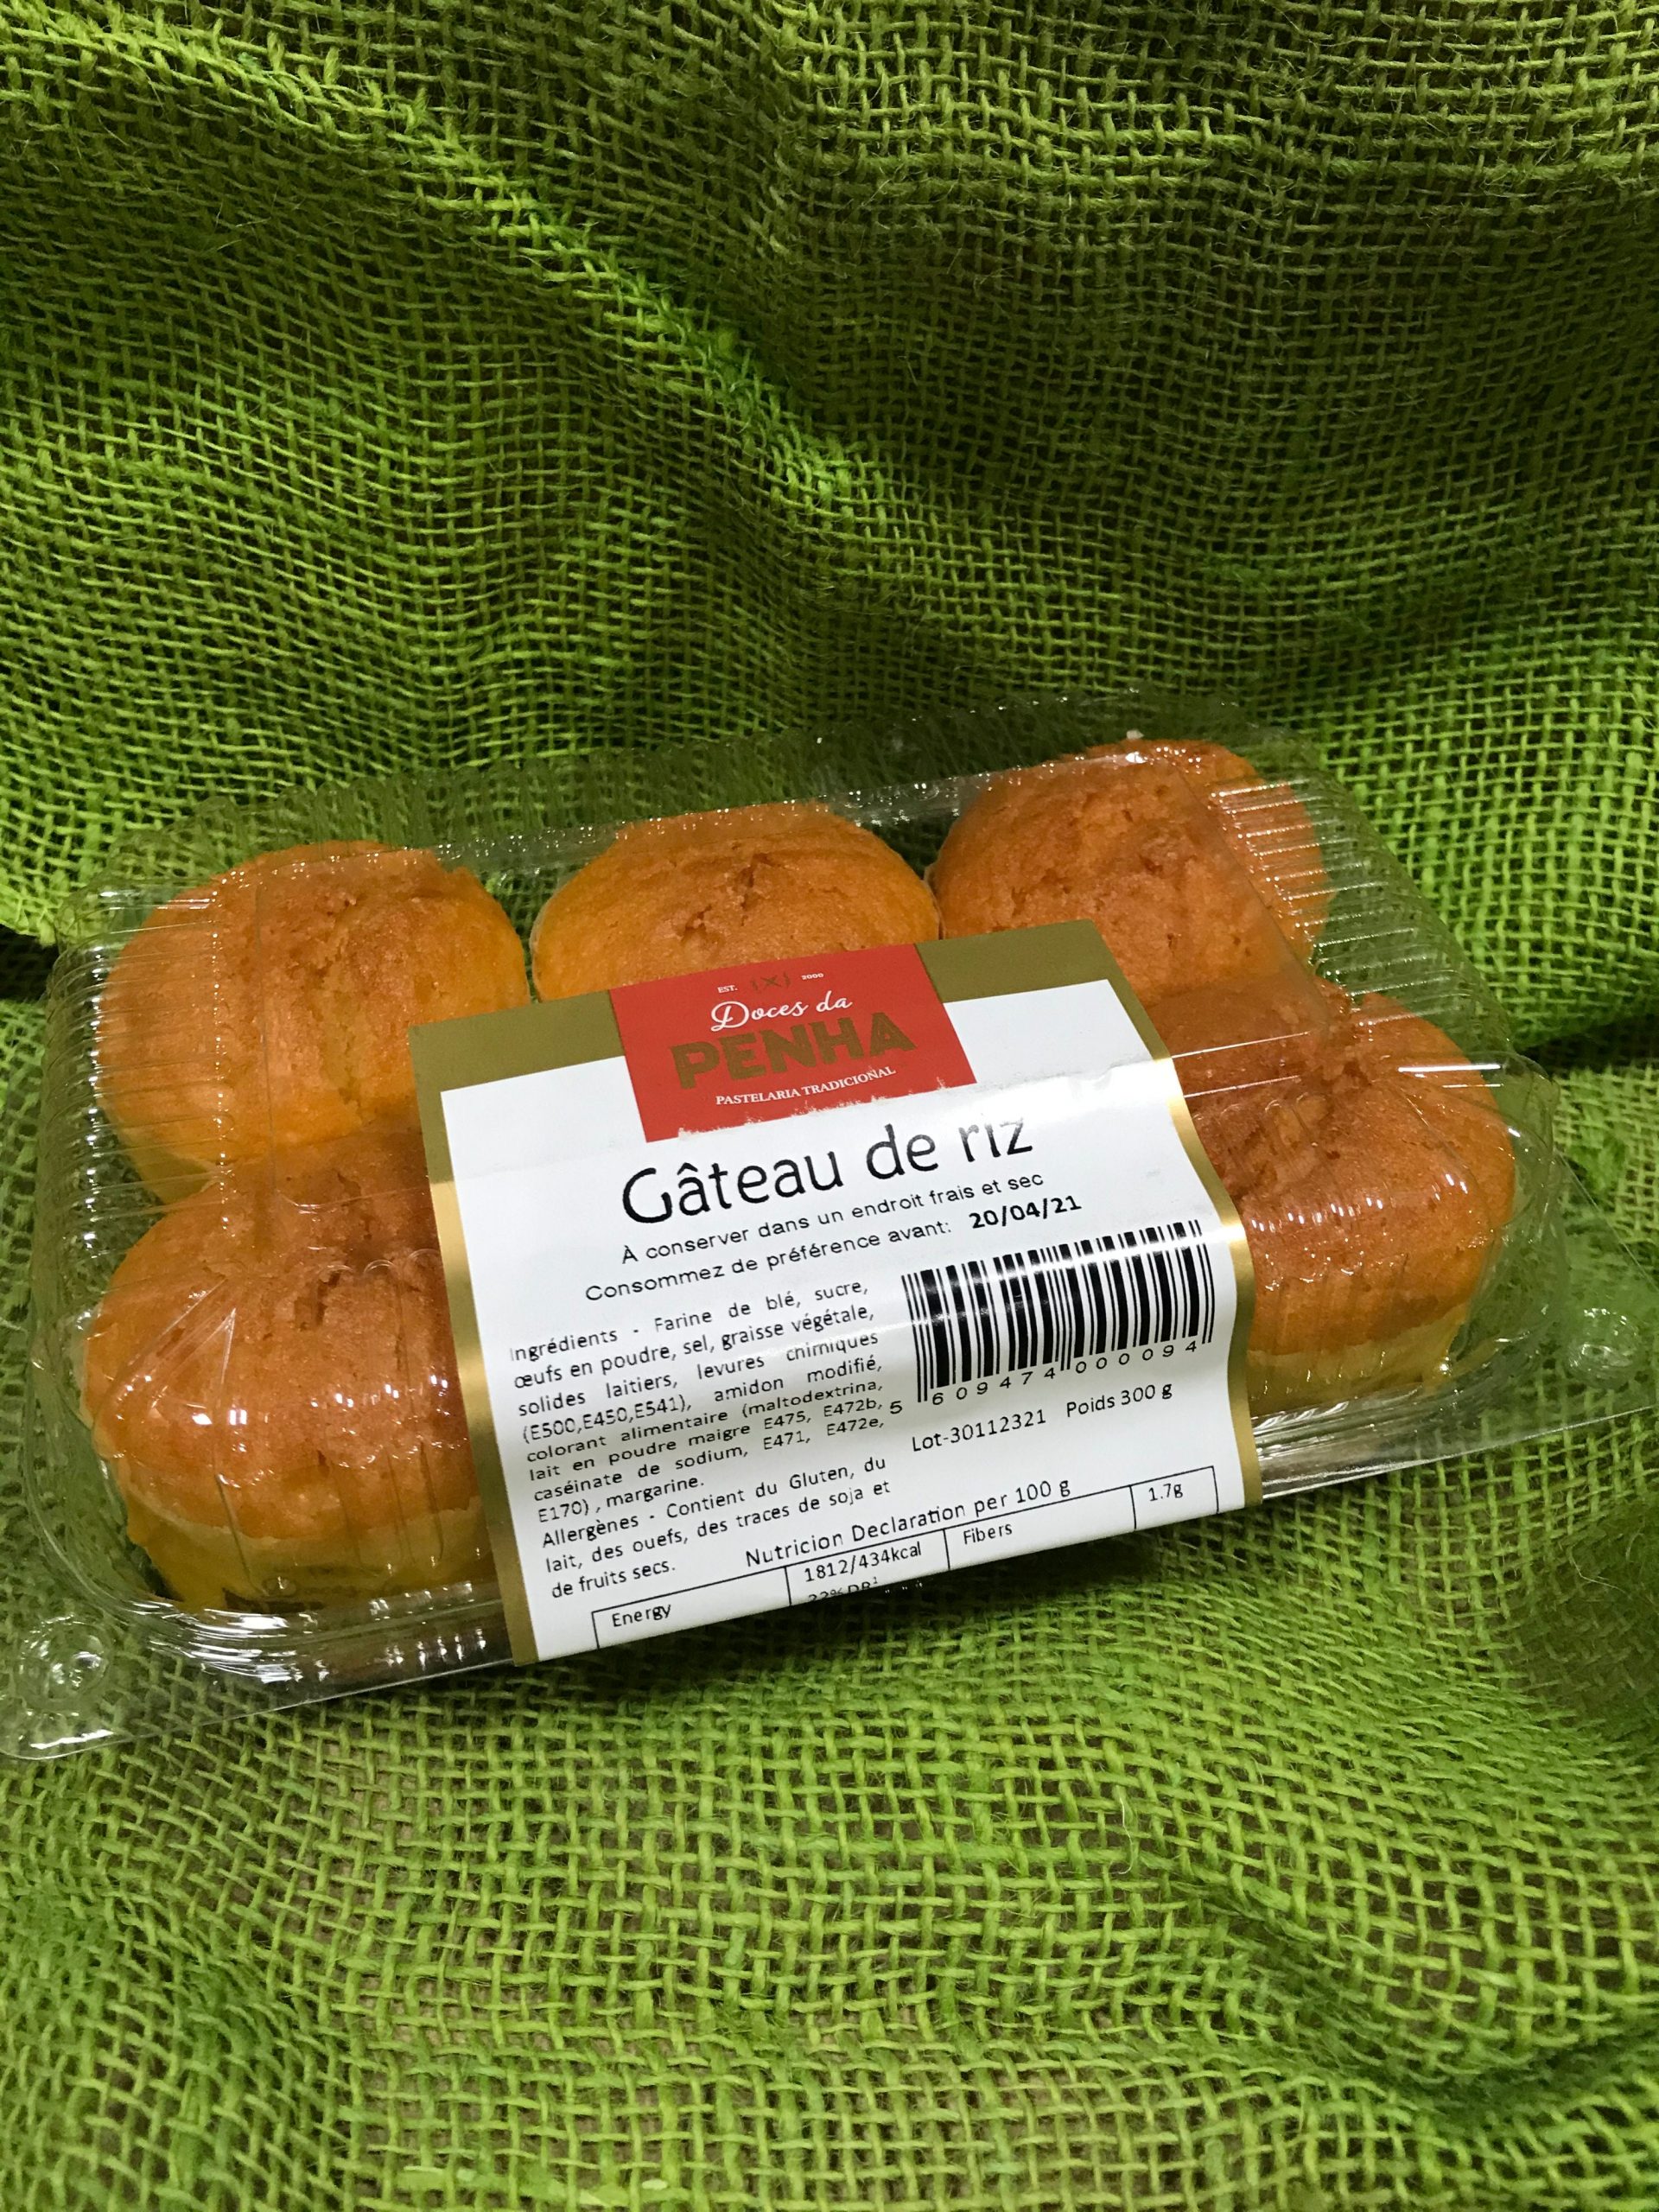 EST. 2000
Doces da
PENHA
PASTELARIA TRADICIONAL
Gâteau de riz
À conserver dans un endroit frais et sec
Consommez de préférence avant: 20/04/21
Ingrédients - Farine de blé, sucre,
œufs en poudre, sel, graisse végétale,
solides laitiers, levures chimiques
(E500,E450,E541), amidon modifié,
colorant alimentaire (maltodextrina,
lait en poudre maigre E475, E472b,
caséinate de sodium, E471, E472e,
E170) , margarine.
Allergènes - Contient du Gluten, du
lait, des ouefs, des traces de soja et
de fruits secs.
5 609474 000094
Lot-30112321 Poids 300 g
Nutricion Declaration per 100 g
Energy 1812/434kcal Fibers 1.7g
22% DR¹